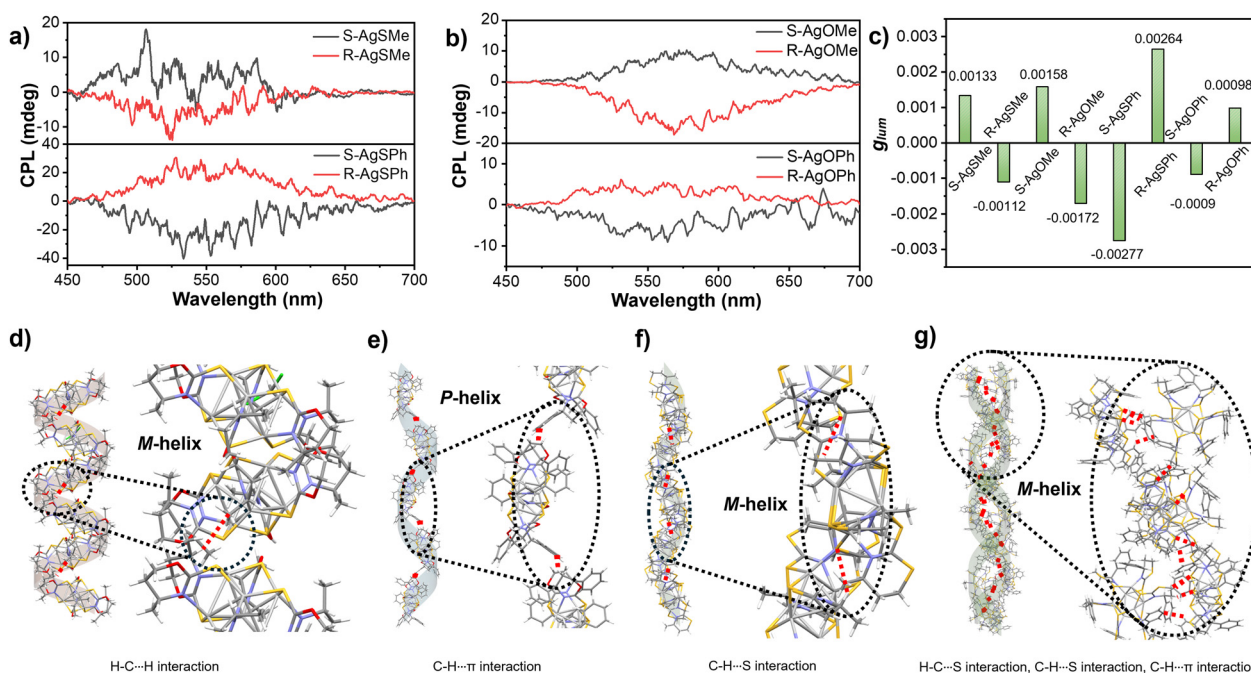 a)
20
10
0
-10
40
20
0
-20
-40
CPL (mdeg)
S-AgSMe
R-AgSMe
S-AgSPh
R-AgSPh
450 500 550 600 650 700
Wavelength (nm)
b)
20
10
0
-10
-20
10
0
-10
CPL (mdeg)
S-AgOMe
R-AgOMe
S-AgOPh
R-AgOPh
450 500 550 600 650 700
Wavelength (nm)
c)
0.003
0.002
0.001
0.000
-0.001
-0.002
-0.003
glum
0.00133
0.00158
0.00264
0.00098
R-AgSMe
R-AgOMe
S-AgSPh
S-AgOPh
S-AgSMe
S-AgOMe
R-AgSPh
R-AgOPh
-0.00112
-0.00172
-0.00277
-0.0009
d)
M-helix
H-C···H interaction
e)
P-helix
C-H···π interaction
f)
M-helix
C-H···S interaction
g)
M-helix
H-C···S interaction, C-H···S interaction, C-H···π interaction